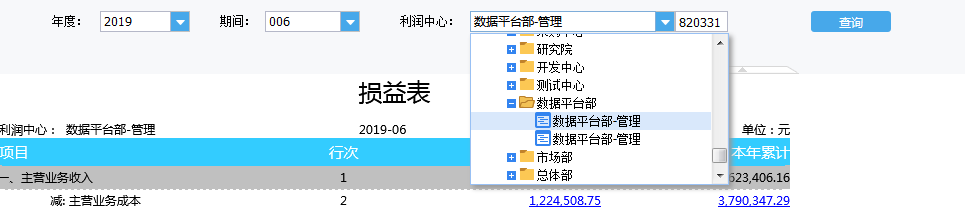 年度： 2019 期间： 006 利润中心： 数据平台部-管理 820331 查询
研究院
开发中心
测试中心
数据平台部
数据平台部-管理
数据平台部-管理
市场部
总体部
损益表
利润中心： 数据平台部-管理 2019-06 单位：元
项目 行次 本年累计
一、主营业务收入 1 623,406.16
减: 主营业务成本 2 1,224,508.75 3,790,347.29